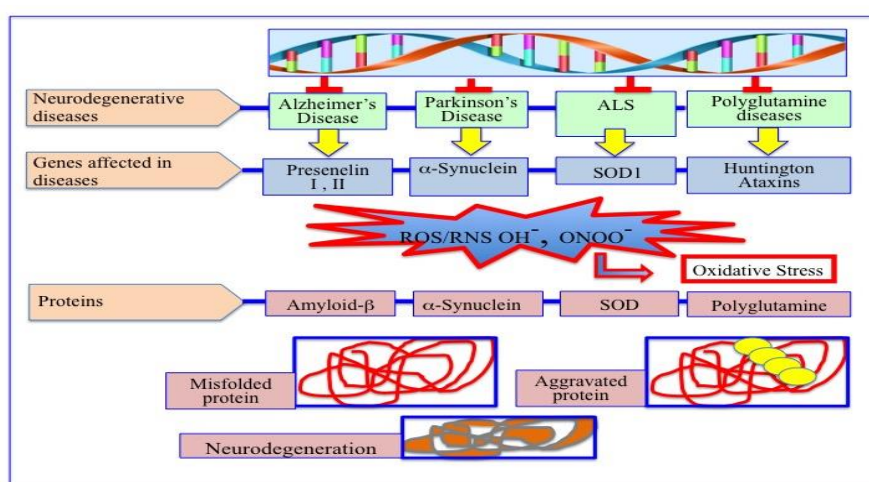 Neurodegenerative
diseases
Alzheimer's
Disease
Parkinson's
Disease
ALS
Polyglutamine
diseases
Genes affected in
diseases
Presenelin
I , II
α-Synuclein
SOD1
Huntington
Ataxins
ROS/RNS OH⁻, ONOO⁻
Oxidative Stress
Proteins
Amyloid-β
α-Synuclein
SOD
Polyglutamine
Misfolded
protein
Aggravated
protein
Neurodegeneration